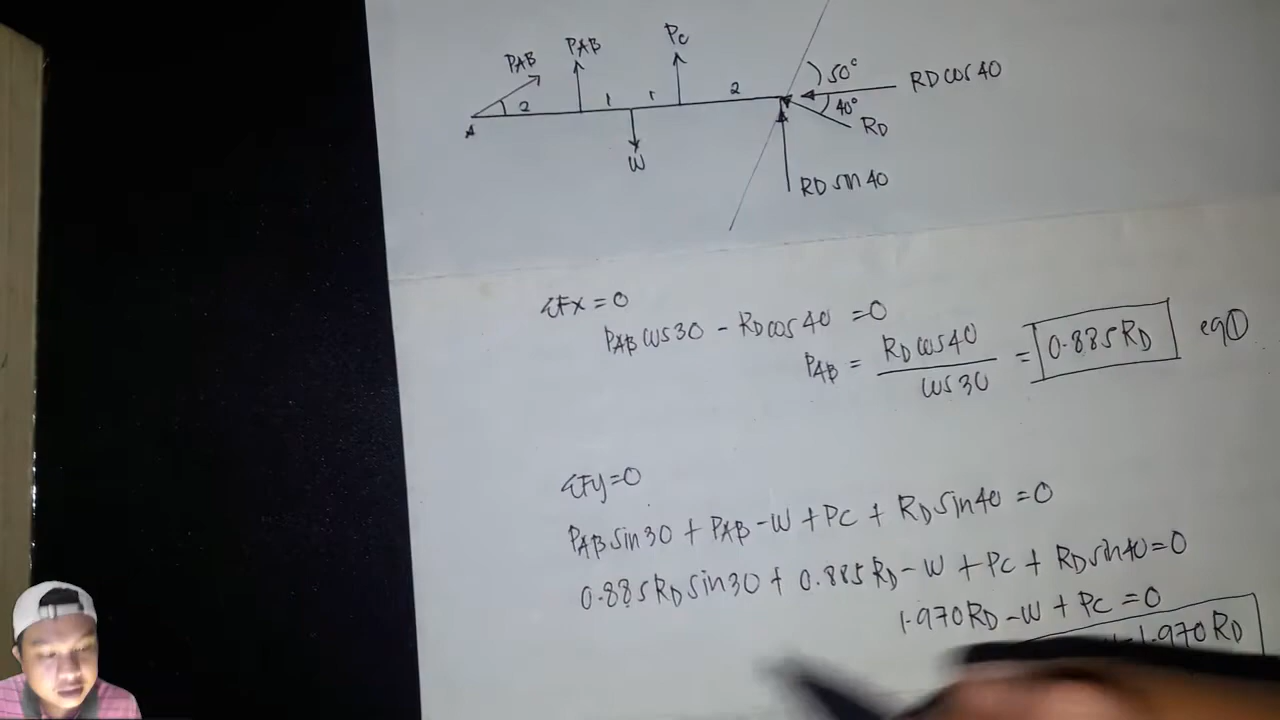 PAB PAB PC
50°
RD cos 40
2 1 1 2
40°
A
RD
W
RD sin 40
ΣFx = 0
PAB cos 30 - RD cos 40 = 0
PAB = RD cos 40 / cos 30 = 0.885 RD eq ①
ΣFy = 0
PAB sin 30 + PAB - W + PC + RD sin 40 = 0
0.885 RD sin 30 + 0.885 RD - W + PC + RD sin 40 = 0
1.970 RD - W + PC = 0
-1.970 RD